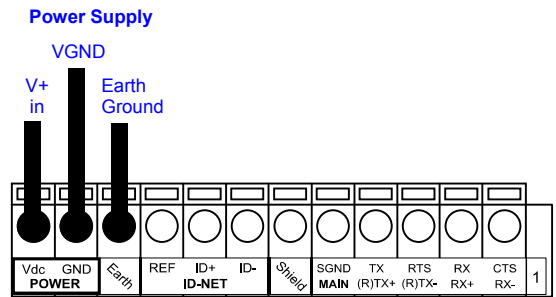 Power Supply
VGND
V+
in
Earth
Ground
Vdc GND Earth REF ID+ ID- Shield SGND TX RTS RX CTS
POWER ID-NET MAIN (R)TX+ (R)TX- RX+ RX-
1